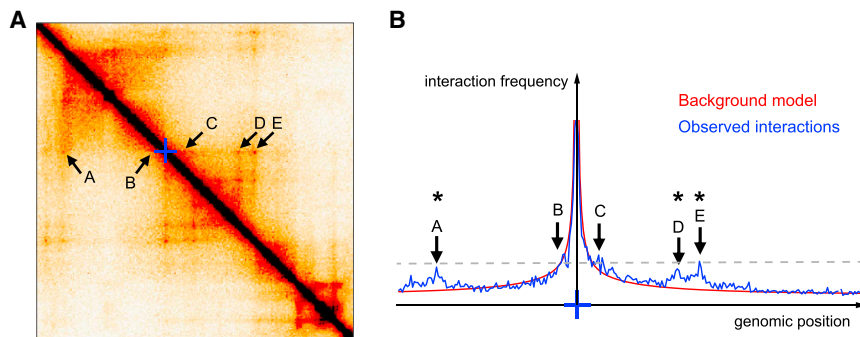 A
B
A
B
C
D
E
interaction frequency
Background model
Observed interactions
* * *
A
B
C
D
E
genomic position